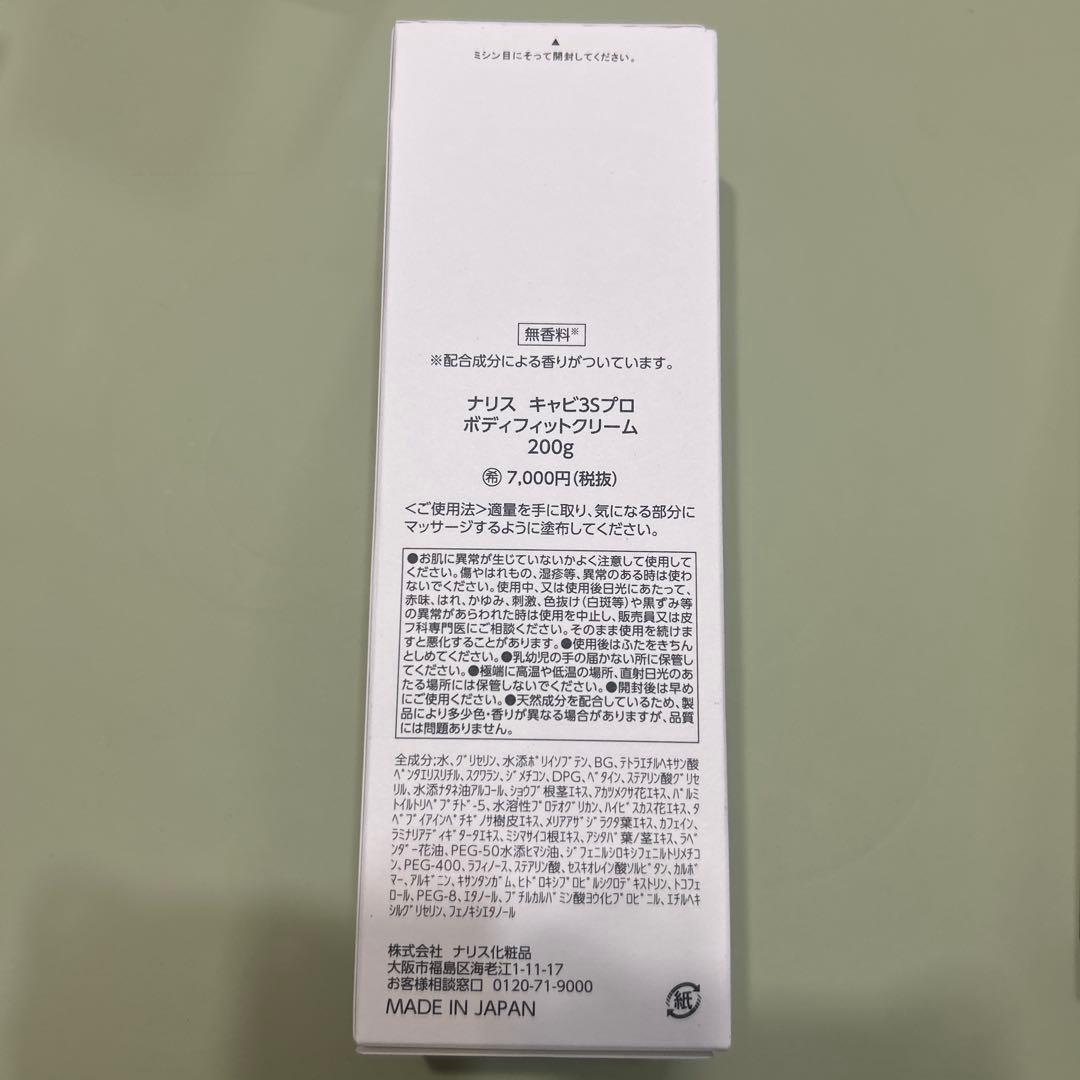 ▲
ミシン目にそって開封してください。
無香料※
※配合成分による香りがついています。
ナリス キャビ3Sプロ
ボディフィットクリーム
200g
㊒ 7,000円(税抜)
<ご使用法>適量を手に取り、気になる部分に
マッサージするように塗布してください。
●お肌に異常が生じていないかよく注意して使用して
ください。傷やはれもの、湿疹等、異常のある時は使わ
ないでください。使用中、又は使用後日光にあたって、
赤味、はれ、かゆみ、刺激、色抜け(白斑等)や黒ずみ等
の異常があらわれた時は使用を中止し、販売員又は皮
フ科専門医にご相談ください。そのまま使用を続けま
すと悪化することがあります。●使用後はふたをきちん
としめてください。●乳幼児の手の届かない所に保管し
てください。●極端に高温や低温の場所、直射日光のあ
たる場所には保管しないでください。●開封後は早め
にご使用ください。●天然成分を配合しているため、製
品により多少色・香りが異なる場合がありますが、品質
には問題ありません。
全成分:水、グリセリン、水添ポリイソブテン、BG、テトラエチルヘキサン酸
ペンタエリスリチル、スクワラン、ジメチコン、DPG、ベタイン、ステアリン酸グリセ
リル、水添ナタネ油アルコール、ショウブ根茎エキス、アカツメクサ花エキス、パルミ
トイルトリペプチド-5、水溶性プロテオグリカン、ハイビスカス花エキス、タ
ベブイアインペチギノサ樹皮エキス、メリアアザジラクタ葉エキス、カフェイン、
ラミナリアディギタータエキス、ミシマサイコ根エキス、アシタバ葉/茎エキス、ラベ
ンダー花油、PEG-50水添ヒマシ油、ジフェニルシロキシフェニルトリメチコ
ン、PEG-400、ラフィノース、ステアリン酸、セスキオレイン酸ソルビタン、カルボ
マー、アルギニン、キサンタンガム、ヒドロキシプロピルシクロデキストリン、トコフェ
ロール、PEG-8、エタノール、ブチルカルバミン酸ヨウ化プロピニル、エチルヘキ
シルグリセリン、フェノキシエタノール
株式会社 ナリス化粧品
大阪市福島区海老江1-11-17
お客様相談窓口 0120-71-9000
MADE IN JAPAN
紙